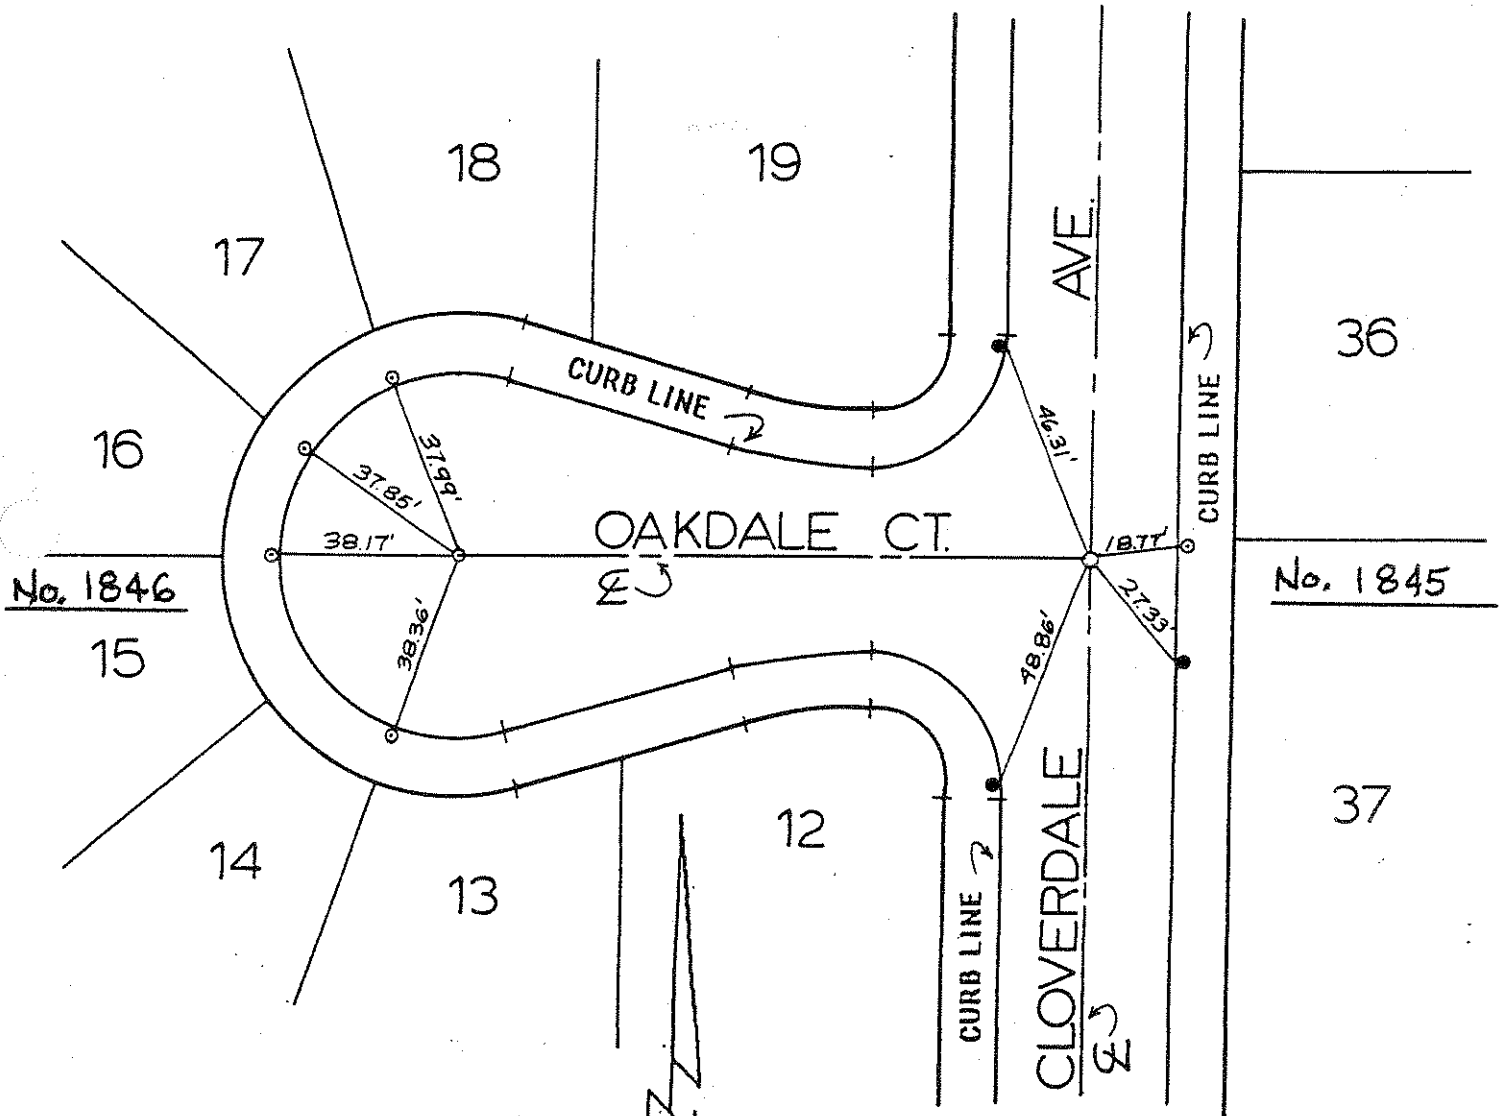 18
19
17
AVE.
36
CURB LINE
CURB LINE
16
46.31'
37.99'
37.85'
38.17'
OAKDALE CT.
18.77'
No. 1846
℄
No. 1845
38.36'
27.33'
15
48.86'
37
12
14
13
CURB LINE
CLOVERDALE
℄
N